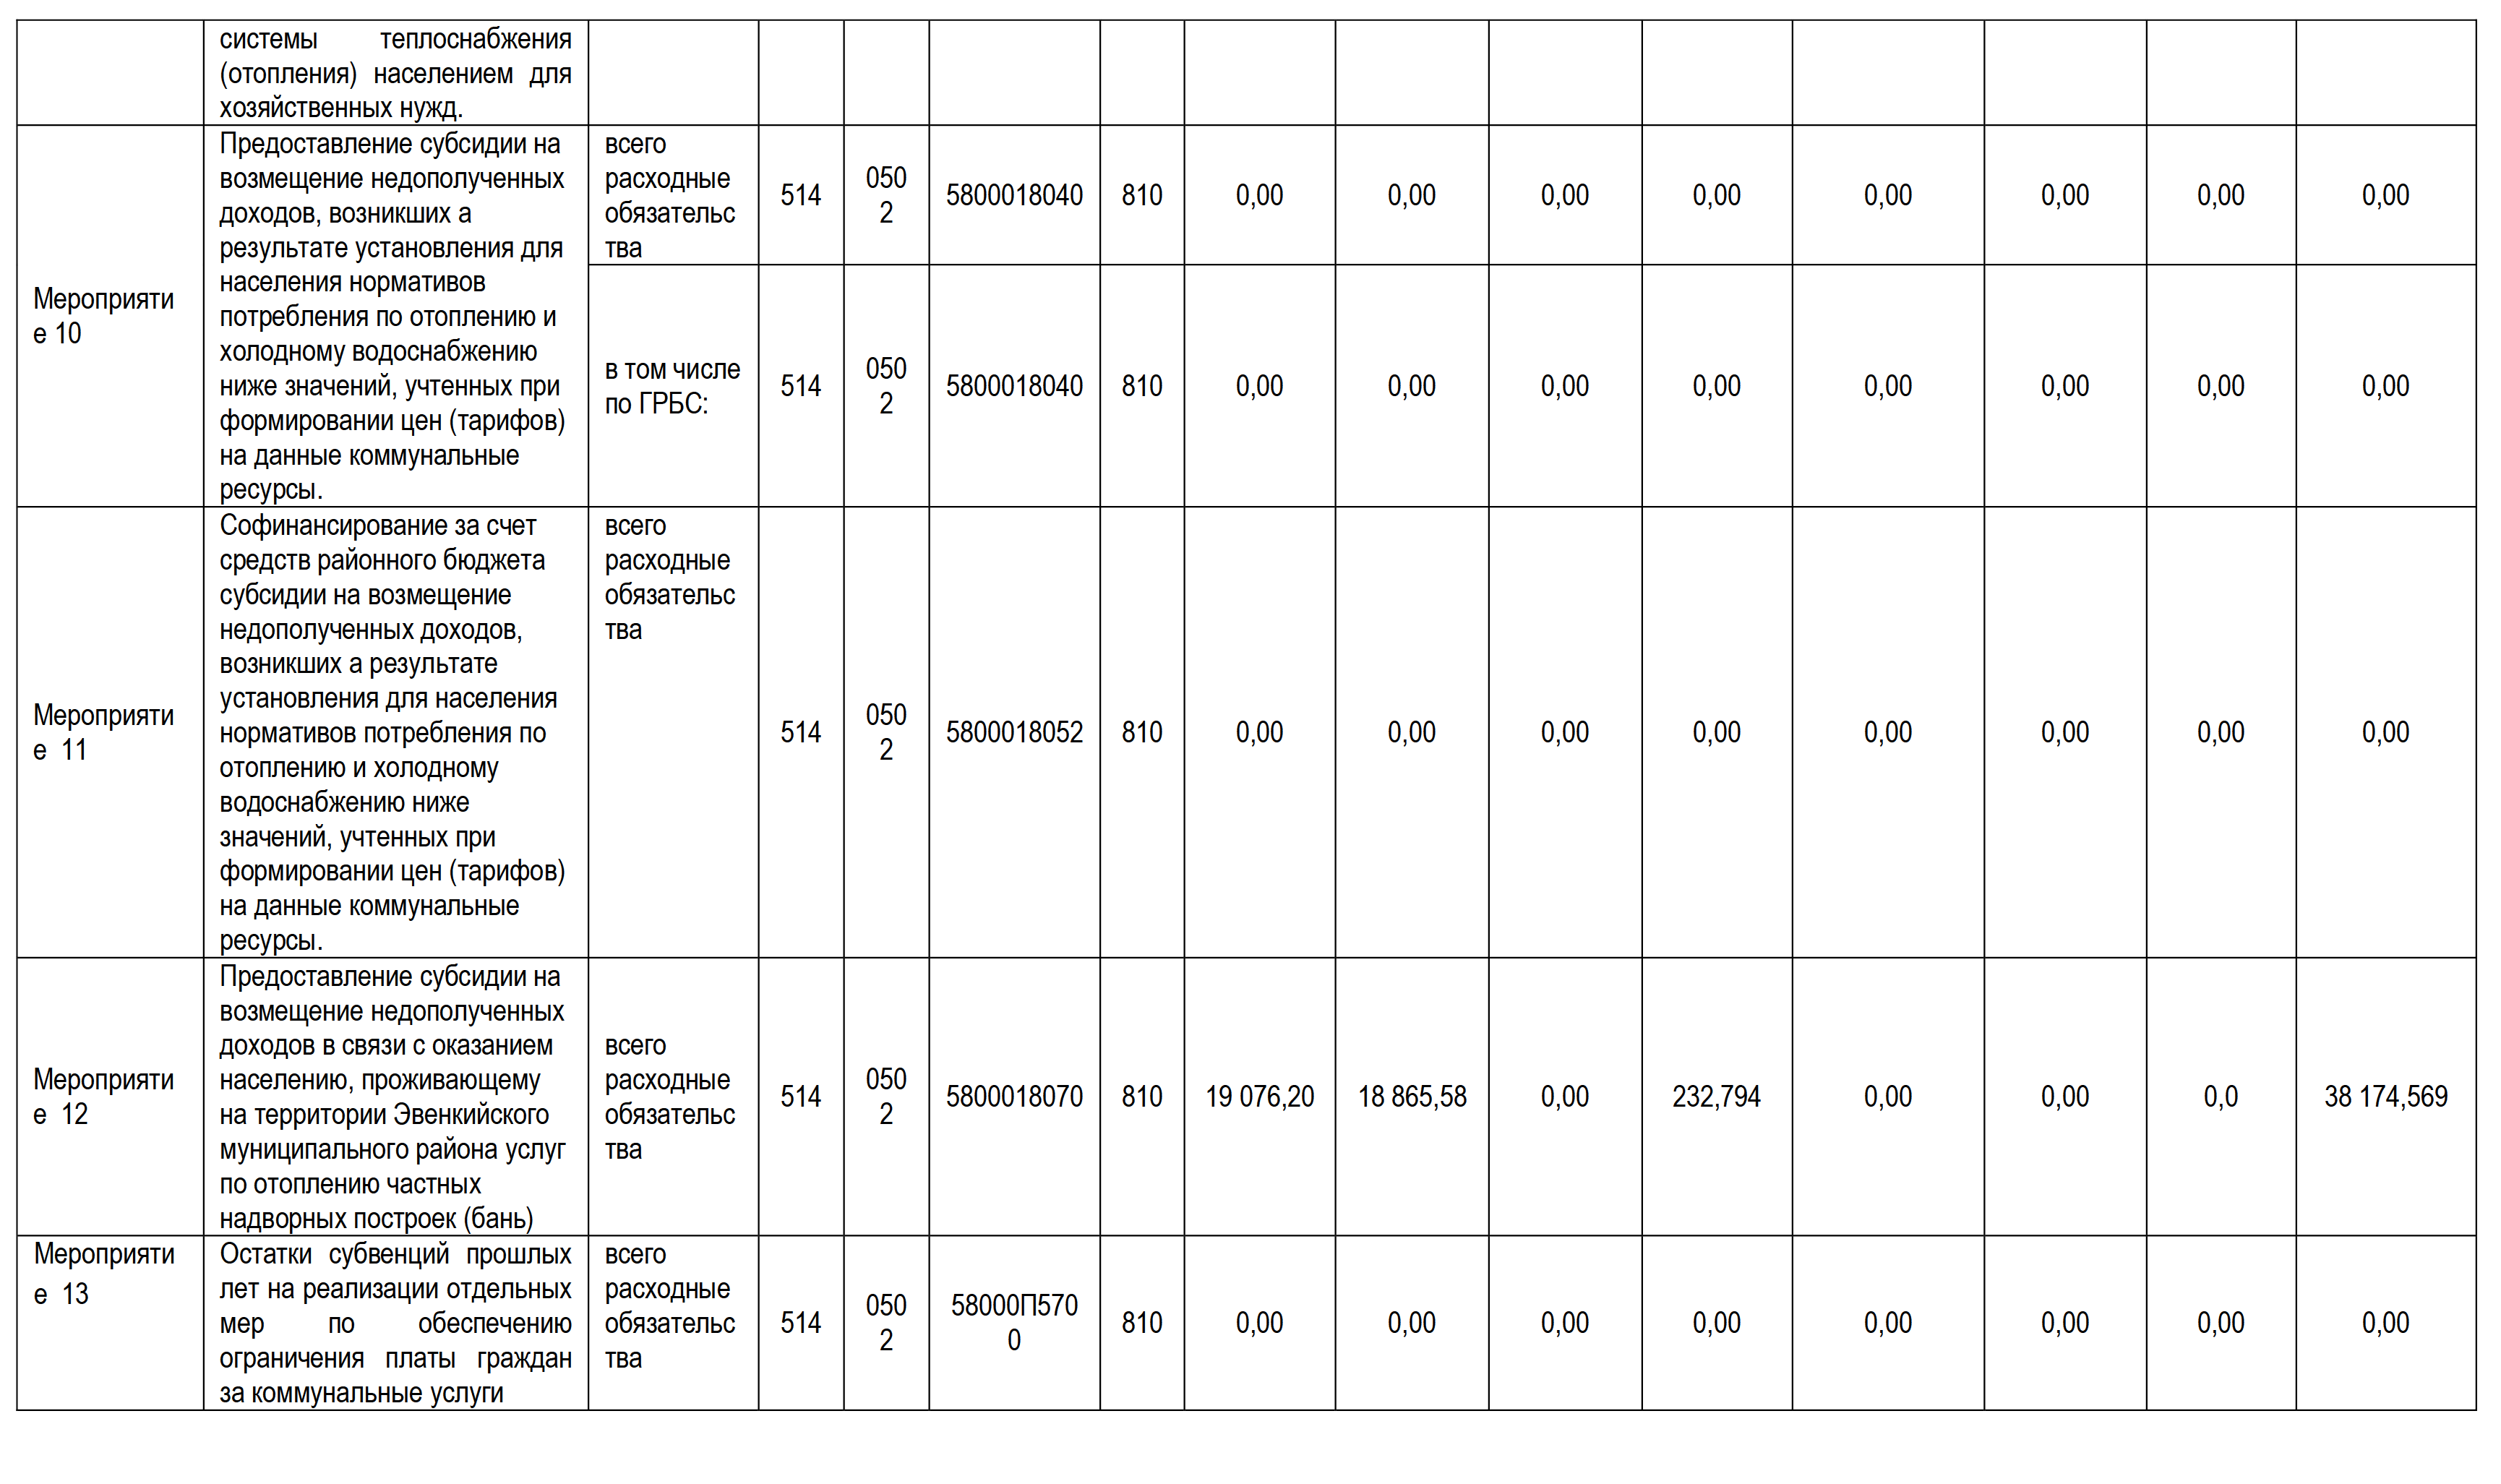 системы теплоснабжения
(отопления) населением для
хозяйственных нужд.
Мероприяти
е 10
Предоставление субсидии на
возмещение недополученных
доходов, возникших а
результате установления для
населения нормативов
потребления по отоплению и
холодному водоснабжению
ниже значений, учтенных при
формировании цен (тарифов)
на данные коммунальные
ресурсы.
всего
расходные
обязательс
тва
514
050
2
5800018040
810
0,00
0,00
0,00
0,00
0,00
0,00
0,00
0,00
в том числе
по ГРБС:
514
050
2
5800018040
810
0,00
0,00
0,00
0,00
0,00
0,00
0,00
0,00
Мероприяти
е 11
Софинансирование за счет
средств районного бюджета
субсидии на возмещение
недополученных доходов,
возникших а результате
установления для населения
нормативов потребления по
отоплению и холодному
водоснабжению ниже
значений, учтенных при
формировании цен (тарифов)
на данные коммунальные
ресурсы.
всего
расходные
обязательс
тва
514
050
2
5800018052
810
0,00
0,00
0,00
0,00
0,00
0,00
0,00
0,00
Мероприяти
е 12
Предоставление субсидии на
возмещение недополученных
доходов в связи с оказанием
населению, проживающему
на территории Эвенкийского
муниципального района услуг
по отоплению частных
надворных построек (бань)
всего
расходные
обязательс
тва
514
050
2
5800018070
810
19 076,20
18 865,58
0,00
232,794
0,00
0,00
0,0
38 174,569
Мероприяти
е 13
Остатки субвенций прошлых
лет на реализации отдельных
мер по обеспечению
ограничения платы граждан
за коммунальные услуги
всего
расходные
обязательс
тва
514
050
2
58000П570
0
810
0,00
0,00
0,00
0,00
0,00
0,00
0,00
0,00